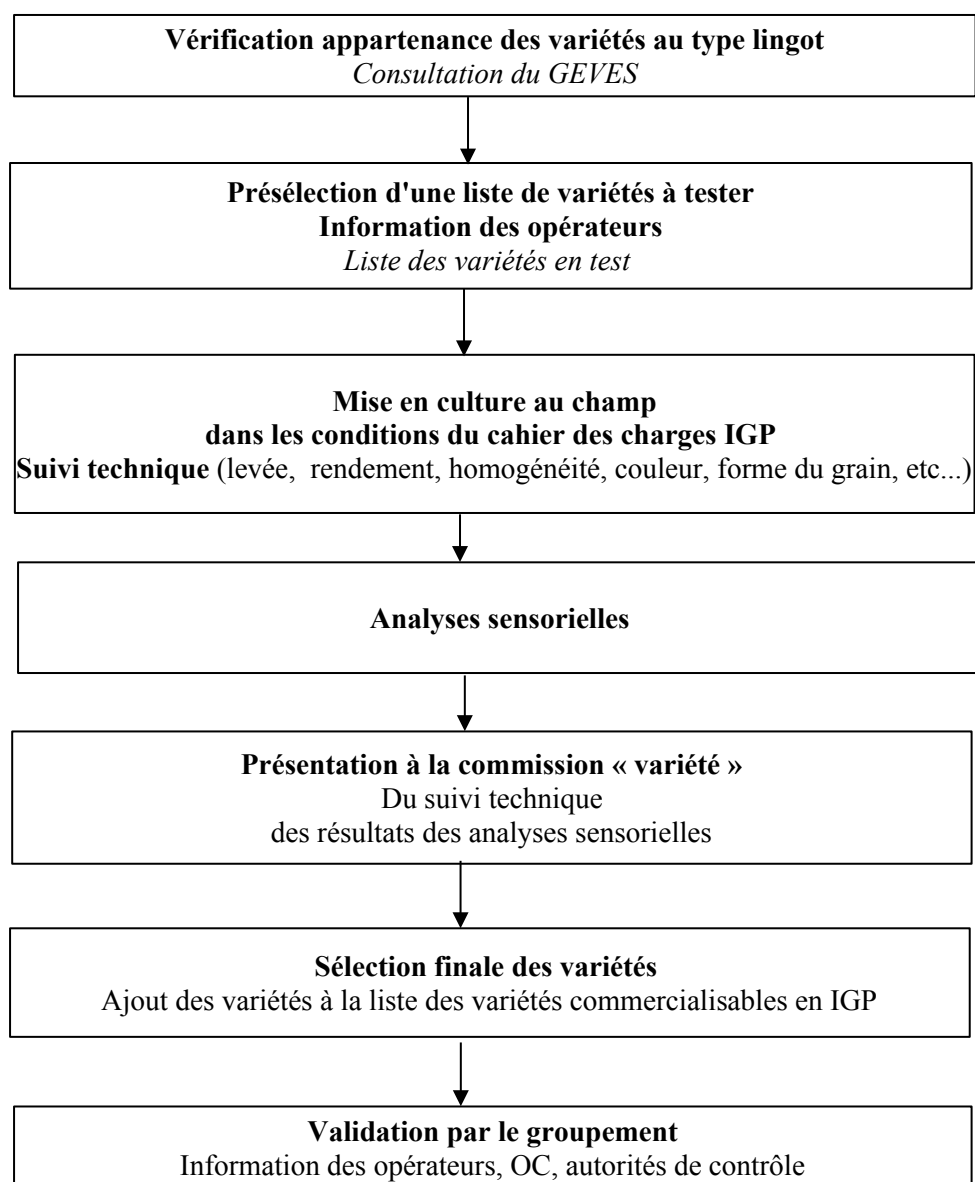 Vérification appartenance des variétés au type lingot
Consultation du GEVES
Présélection d'une liste de variétés à tester
Information des opérateurs
Liste des variétés en test
Mise en culture au champ
dans les conditions du cahier des charges IGP
Suivi technique (levée, rendement, homogénéité, couleur, forme du grain, etc...)
Analyses sensorielles
Présentation à la commission « variété »
Du suivi technique
des résultats des analyses sensorielles
Sélection finale des variétés
Ajout des variétés à la liste des variétés commercialisables en IGP
Validation par le groupement
Information des opérateurs, OC, autorités de contrôle